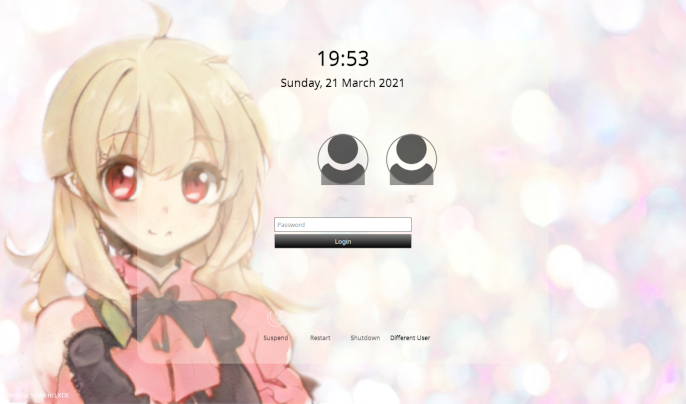 19:53
Sunday, 21 March 2021
Password
Login
Suspend
Restart
Shutdown
Different User